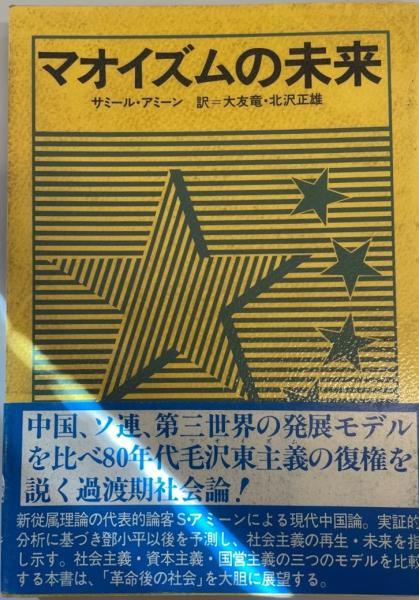 マオイズムの未来
サミール・アミーン 訳=大友竜・北沢正雄
中国、ソ連、第三世界の発展モデル
を比べ80年代毛沢東主義の復権を
説く過渡期社会論!
新従属理論の代表的論客S・アミーンによる現代中国論。実証的
分析に基づき鄧小平以後を予測し、社会主義の再生・未来を指
し示す。社会主義・資本主義・国営主義の三つのモデルを比較
する本書は、「革命後の社会」を大胆に展望する。